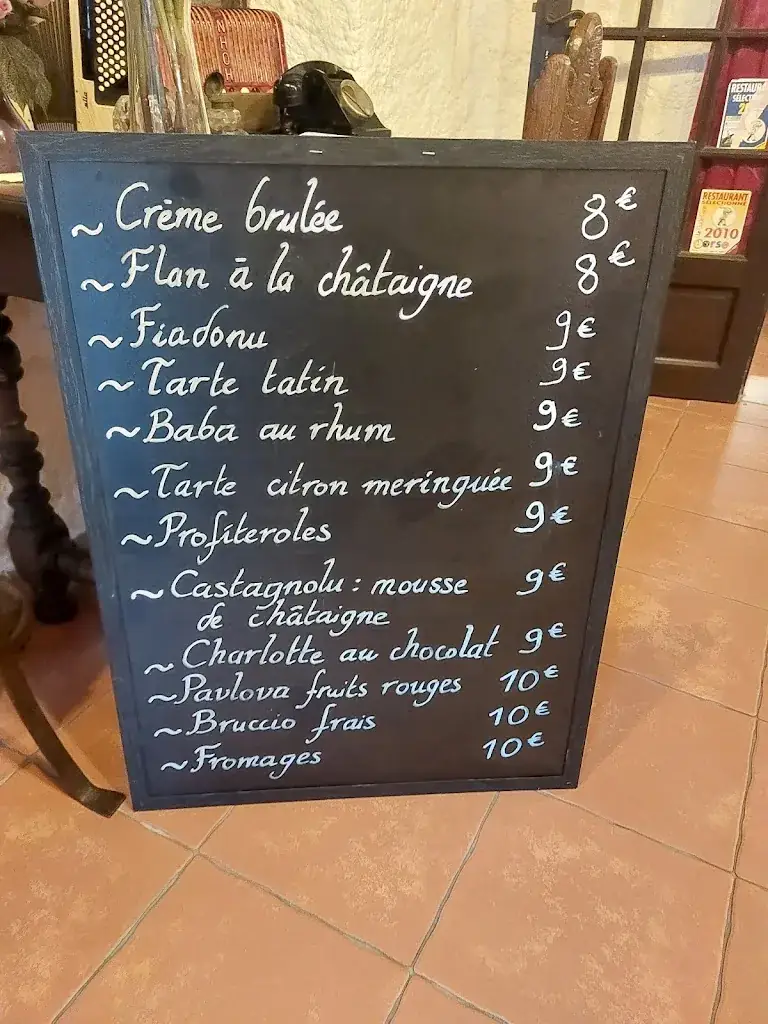 ~ Crème brulée 8€
~ Flan à la châtaigne 8€
~ Fiadonu 9€
~ Tarte tatin 9€
~ Baba au rhum 9€
~ Tarte citron meringuée 9€
~ Profiteroles 9€
~ Castagnolu : mousse 9€
de châtaigne
~ Charlotte au chocolat 9€
~ Pavlova fruits rouges 10€
~ Bruccio frais 10€
~ Fromages 10€
RESTAURANT
SÉLECTIONNÉ
2010